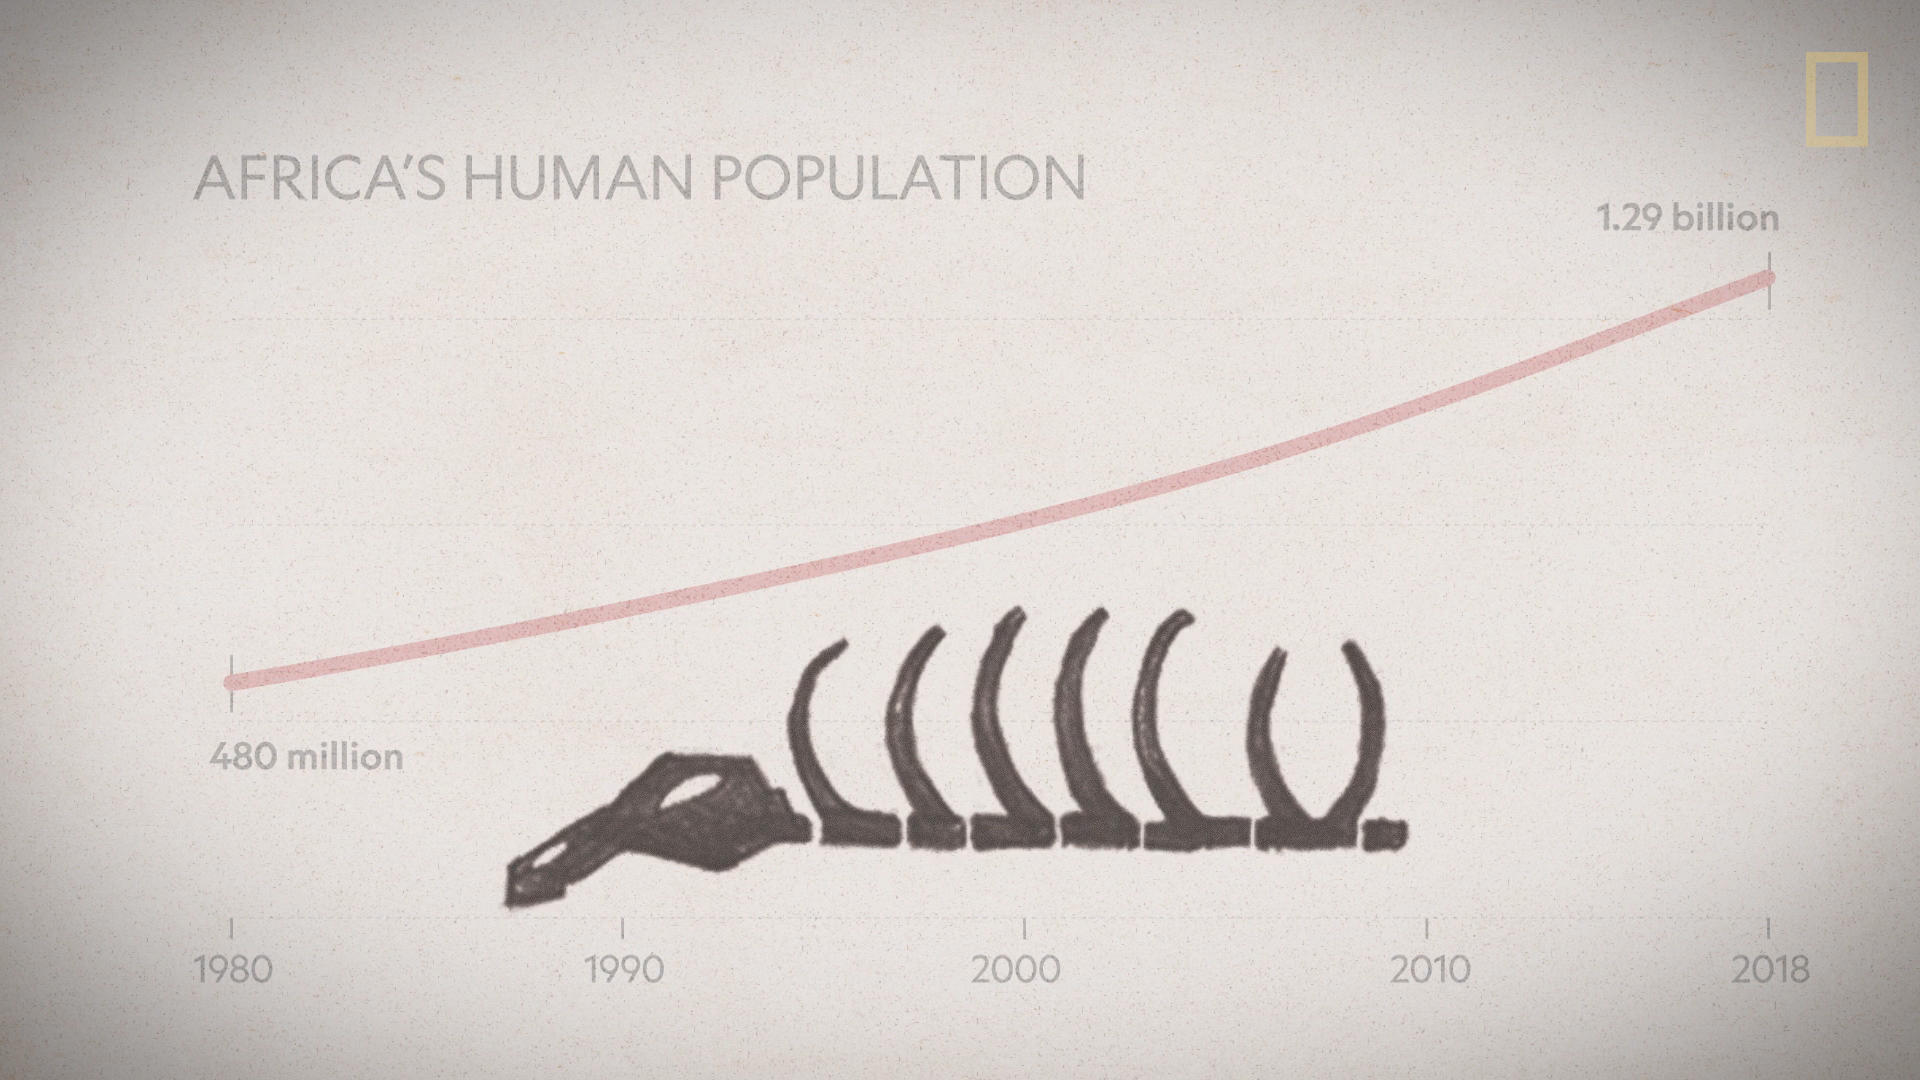 AFRICA'S HUMAN POPULATION
1.29 billion
480 million
1980
1990
2000
2010
2018